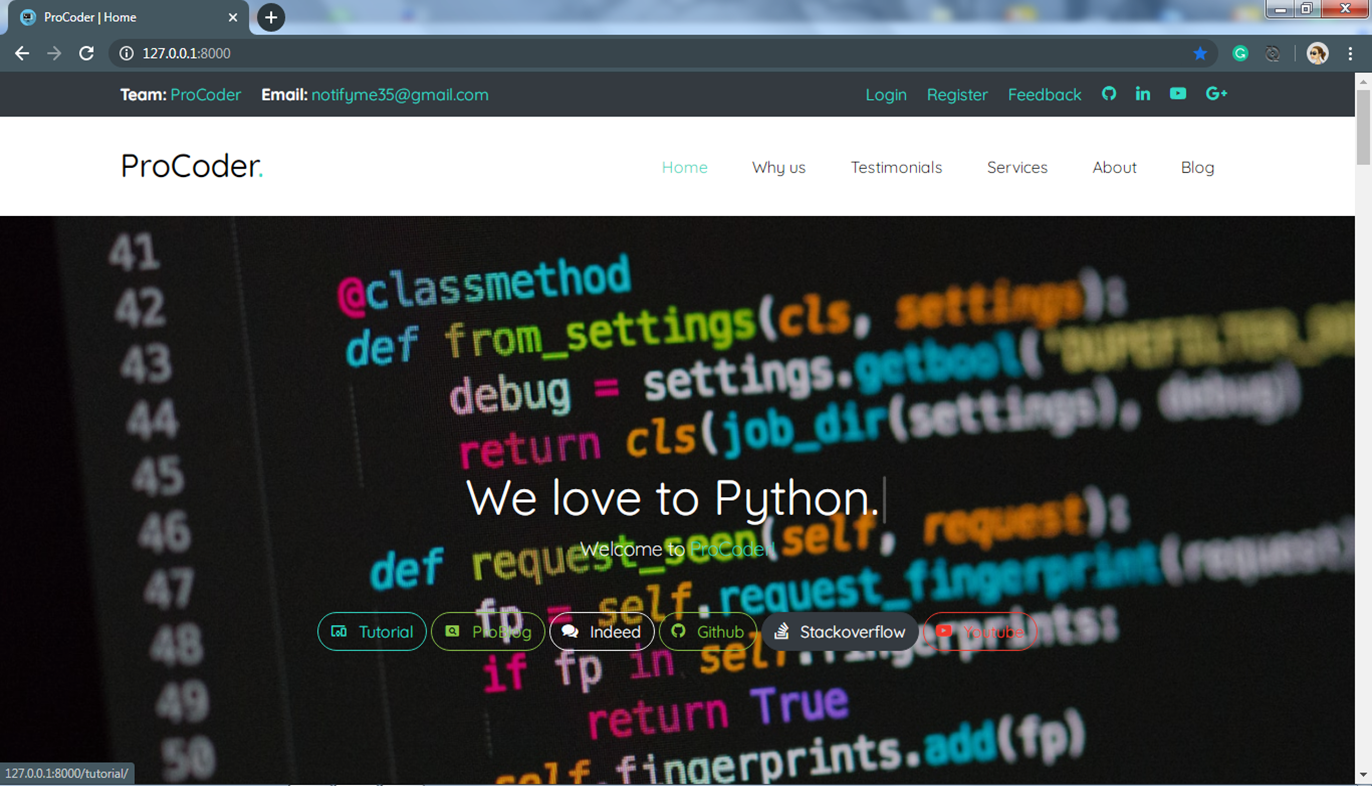 ProCoder | Home
127.0.0.1:8000
Team: ProCoder Email: notifyme35@gmail.com
Login Register Feedback
ProCoder.
Home Why us Testimonials Services About Blog
41
42
43
44
45
46
47
48
49
50
@classmethod
def from_settings(cls, settings):
debug = settings.getbool(
return cls(job_dir(settings), debug)
We love to Python.
def request_seen(self, request):
Welcome to ProCoder!
fp = self.request_fingerprint(request)
Tutorial ProBlog Indeed Github Stackoverflow Youtube
if fp in self.fingerprints:
return True
self.fingerprints.add(fp)
127.0.0.1:8000/tutorial/